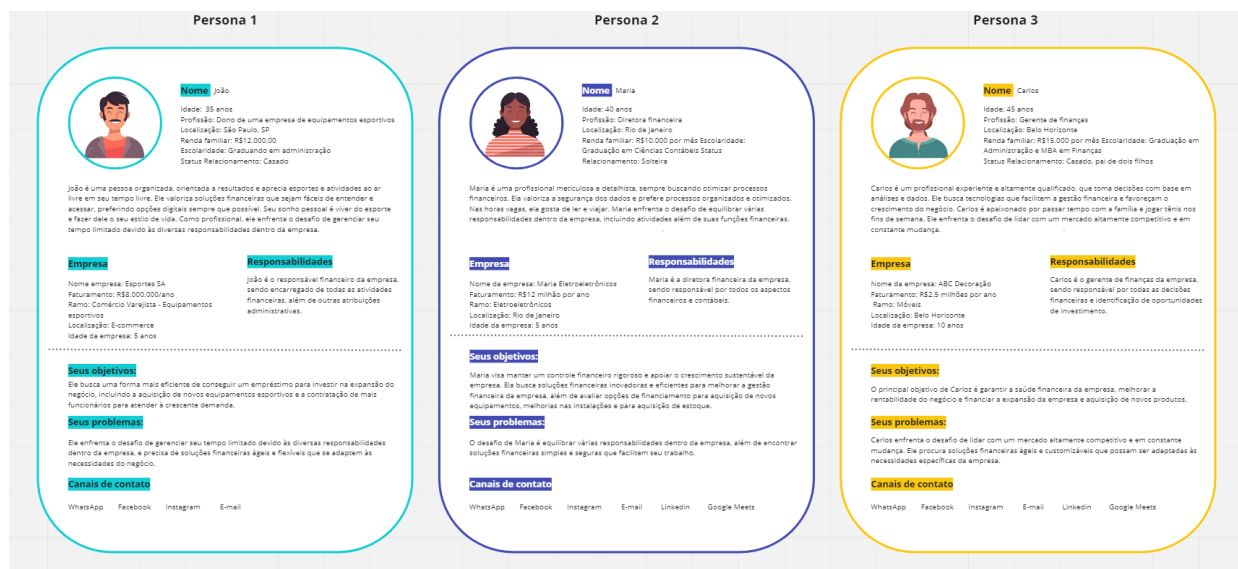 Persona 1
Nome João
Idade: 35 anos
Profissão: Dono de uma empresa de equipamentos esportivos
Localização: São Paulo, SP
Renda familiar: R$12.000,00
Escolaridade: Graduando em administração
Status Relacionamento: Casado
João é uma pessoa organizada, orientada a resultados e aprecia esportes e atividades ao ar
livre em seu tempo livre. Ele valoriza soluções financeiras que sejam fáceis de entender e
acessar, preferindo opções digitais sempre que possível. Seu sonho pessoal é viver do esporte
e fazer dele o seu estilo de vida. Como profissional, ele enfrenta o desafio de gerenciar seu
tempo limitado devido às diversas responsabilidades dentro da empresa.
Empresa
Nome empresa: Esportes SA
Faturamento: R$8.000.000/ano
Ramo: Comércio Varejista - Equipamentos
esportivos
Localização: E-commerce
Idade da empresa: 5 anos
Responsabilidades
João é o responsável financeiro da empresa,
sendo encarregado de todas as atividades
financeiras, além de outras atribuições
administrativas.
Seus objetivos:
Ele busca uma forma mais eficiente de conseguir um empréstimo para investir na expansão do
negócio, incluindo a aquisição de novos equipamentos esportivos e a contratação de mais
funcionários para atender à crescente demanda.
Seus problemas:
Ele enfrenta o desafio de gerenciar seu tempo limitado devido às diversas responsabilidades
dentro da empresa, e precisa de soluções financeiras ágeis e flexíveis que se adaptem às
necessidades do negócio.
Canais de contato
WhatsApp Facebook Instagram E-mail
Persona 2
Nome Maria
Idade: 40 anos
Profissão: Diretora financeira
Localização: Rio de Janeiro
Renda familiar: R$10.000 por mês Escolaridade:
Graduação em Ciências Contábeis Status
Relacionamento: Solteira
Maria é uma profissional meticulosa e detalhista, sempre buscando otimizar processos
financeiros. Ela valoriza a segurança dos dados e prefere processos organizados e otimizados.
Nas horas vagas, ela gosta de ler e viajar. Maria enfrenta o desafio de equilibrar várias
responsabilidades dentro da empresa, incluindo atividades além de suas funções financeiras.
Empresa
Nome da empresa: Maria Eletroeletrônicos
Faturamento: R$12 milhão por ano
Ramo: Eletroeletrônicos
Localização: Rio de Janeiro
Idade da empresa: 5 anos
Responsabilidades
Maria é a diretora financeira da empresa,
sendo responsável por todos os aspectos
financeiros e contábeis.
Seus objetivos:
Maria visa manter um controle financeiro rigoroso e apoiar o crescimento sustentável da
empresa. Ela busca soluções financeiras inovadoras e eficientes para melhorar a gestão
financeira da empresa, além de avaliar opções de financiamento para aquisição de novos
equipamentos, melhorias nas instalações e para aquisição de estoque.
Seus problemas:
O desafio de Maria é equilibrar várias responsabilidades dentro da empresa, além de encontrar
soluções financeiras simples e seguras que facilitem seu trabalho.
Canais de contato
WhatsApp Facebook Instagram E-mail Linkedin Google Meets
Persona 3
Nome Carlos
Idade: 45 anos
Profissão: Gerente de finanças
Localização: Belo Horizonte
Renda familiar: R$15.000 por mês Escolaridade: Graduação em
Administração e MBA em Finanças
Status Relacionamento: Casado, pai de dois filhos
Carlos é um profissional experiente e altamente qualificado, que toma decisões com base em
análises e dados. Ele busca tecnologias que facilitem a gestão financeira e favoreçam o
crescimento do negócio. Carlos é apaixonado por passar tempo com a família e jogar tênis nos
fins de semana. Ele enfrenta o desafio de lidar com um mercado altamente competitivo e em
constante mudança.
Empresa
Nome da empresa: ABC Decoração
Faturamento: R$2.5 milhões por ano
Ramo: Móveis
Localização: Belo Horizonte
Idade da empresa: 10 anos
Responsabilidades
Carlos é o gerente de finanças da empresa,
sendo responsável por todas as decisões
financeiras e identificação de oportunidades
de investimento.
Seus objetivos:
O principal objetivo de Carlos é garantir a saúde financeira da empresa, melhorar a
rentabilidade do negócio e financiar a expansão da empresa e aquisição de novos produtos.
Seus problemas:
Carlos enfrenta o desafio de lidar com um mercado altamente competitivo e em constante
mudança. Ele procura soluções financeiras ágeis e customizáveis que possam ser adaptadas às
necessidades específicas da empresa.
Canais de contato
WhatsApp Facebook Instagram E-mail Linkedin Google Meets